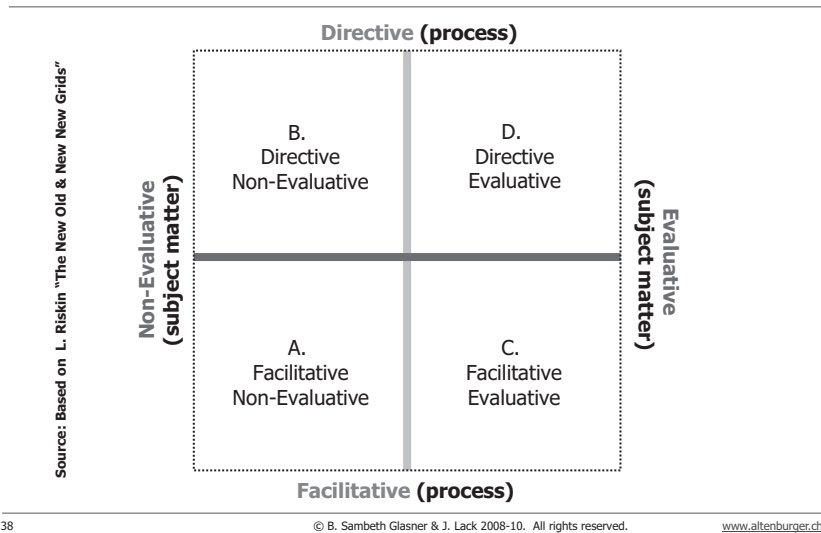 Directive (process)
Source: Based on L. Riskin "The New Old & New New Grids"
Non-Evaluative
(subject matter)
B.
Directive
Non-Evaluative
D.
Directive
Evaluative
Evaluative
(subject matter)
A.
Facilitative
Non-Evaluative
C.
Facilitative
Evaluative
Facilitative (process)
38
© B. Sambeth Glasner & J. Lack 2008-10. All rights reserved.
www.altenburger.ch